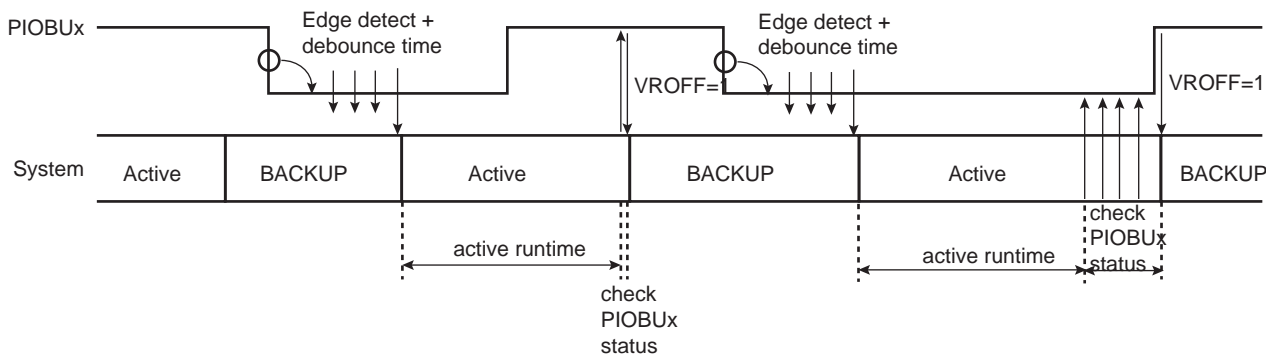 PIOBUx
Edge detect +
debounce time
VROFF=1
Edge detect +
debounce time
VROFF=1
System
Active
BACKUP
Active
BACKUP
Active
BACKUP
active runtime
check
PIOBUx
status
active runtime
check
PIOBUx
status